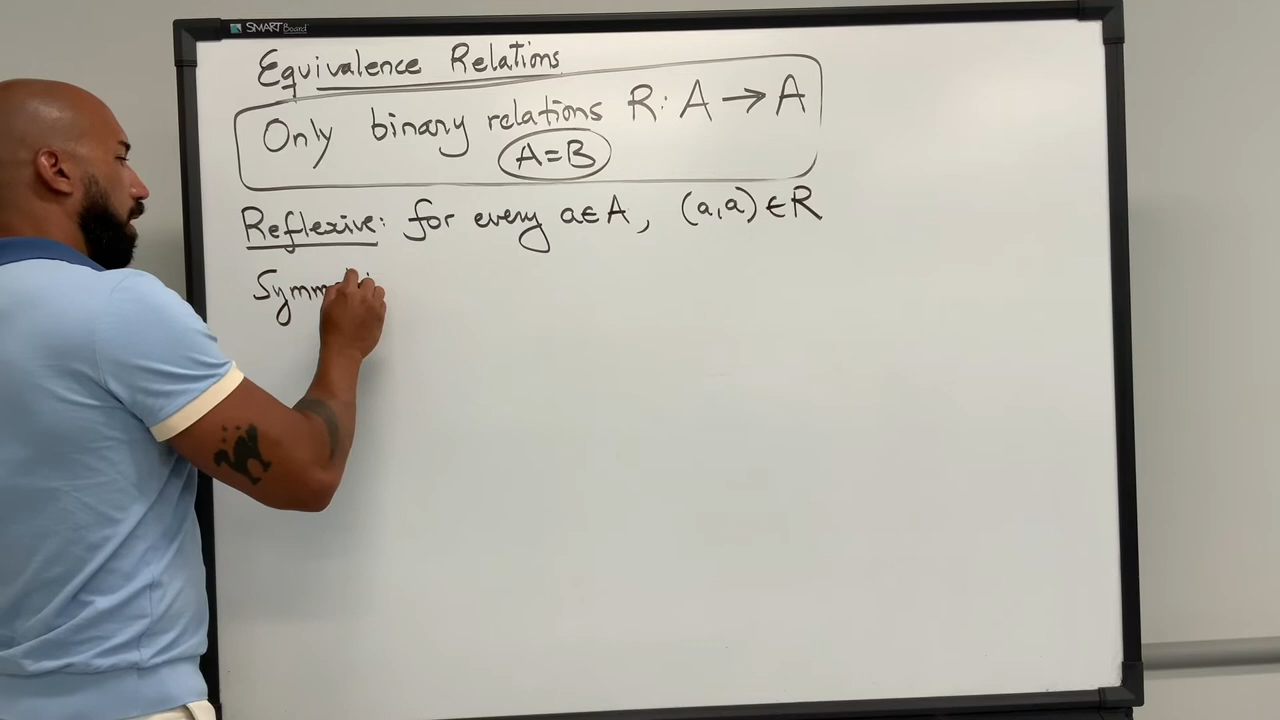 SMART Board
Equivalence Relations
Only binary relations R: A → A
A=B
Reflexive: for every a∈A, (a,a) ∈R